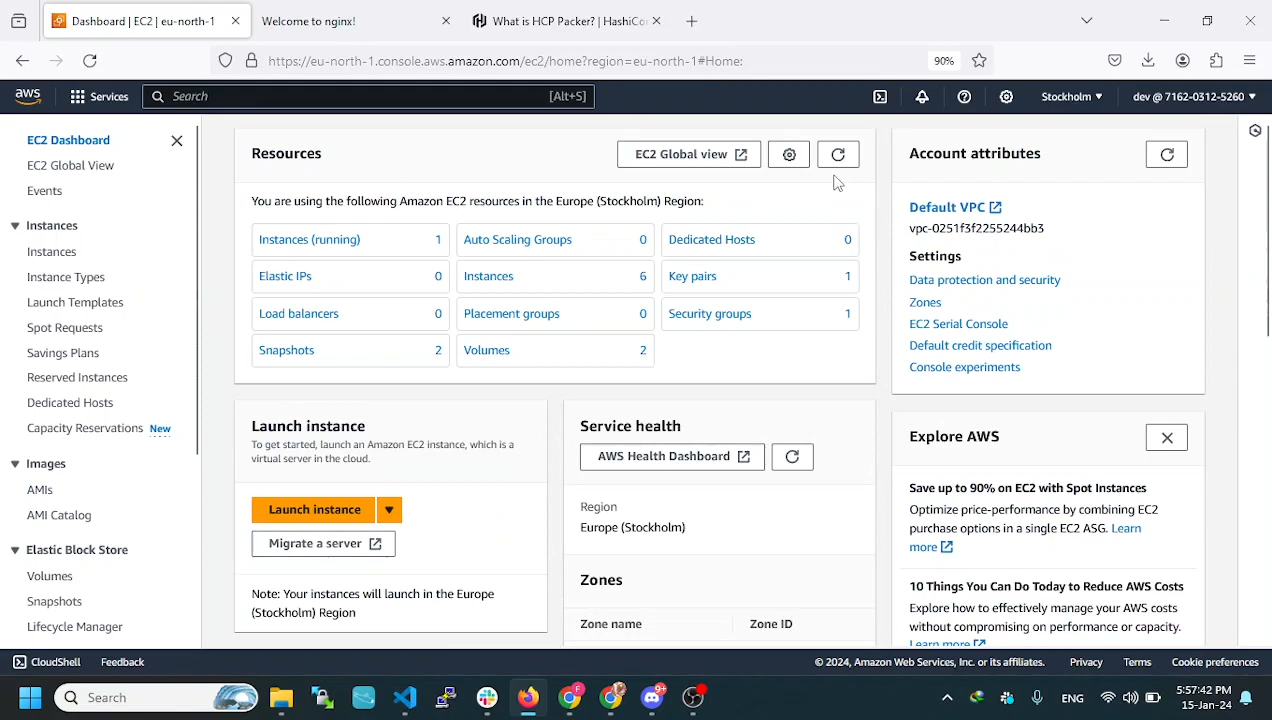 Dashboard | EC2 | eu-north-1
Welcome to nginx!
What is HCP Packer? | HashiCo
https://eu-north-1.console.aws.amazon.com/ec2/home?region=eu-north-1#Home:
90%
aws
Services
Search
[Alt+S]
Stockholm
dev @ 7162-0312-5260
EC2 Dashboard
EC2 Global View
Events
Instances
Instances
Instance Types
Launch Templates
Spot Requests
Savings Plans
Reserved Instances
Dedicated Hosts
Capacity Reservations New
Images
AMIs
AMI Catalog
Elastic Block Store
Volumes
Snapshots
Lifecycle Manager
Resources
EC2 Global view
You are using the following Amazon EC2 resources in the Europe (Stockholm) Region:
Instances (running) 1
Auto Scaling Groups 0
Dedicated Hosts 0
Elastic IPs 0
Instances 6
Key pairs 1
Load balancers 0
Placement groups 0
Security groups 1
Snapshots 2
Volumes 2
Launch instance
To get started, launch an Amazon EC2 instance, which is a
virtual server in the cloud.
Launch instance
Migrate a server
Note: Your instances will launch in the Europe
(Stockholm) Region
Service health
AWS Health Dashboard
Region
Europe (Stockholm)
Zones
Zone name
Zone ID
Account attributes
Default VPC
vpc-0251f3f2255244bb3
Settings
Data protection and security
Zones
EC2 Serial Console
Default credit specification
Console experiments
Explore AWS
Save up to 90% on EC2 with Spot Instances
Optimize price-performance by combining EC2
purchase options in a single EC2 ASG. Learn
more
10 Things You Can Do Today to Reduce AWS Costs
Explore how to effectively manage your AWS costs
without compromising on performance or capacity.
Learn more
CloudShell
Feedback
© 2024, Amazon Web Services, Inc. or its affiliates.
Privacy
Terms
Cookie preferences
Search
9+
ENG
5:57:42 PM
15-Jan-24